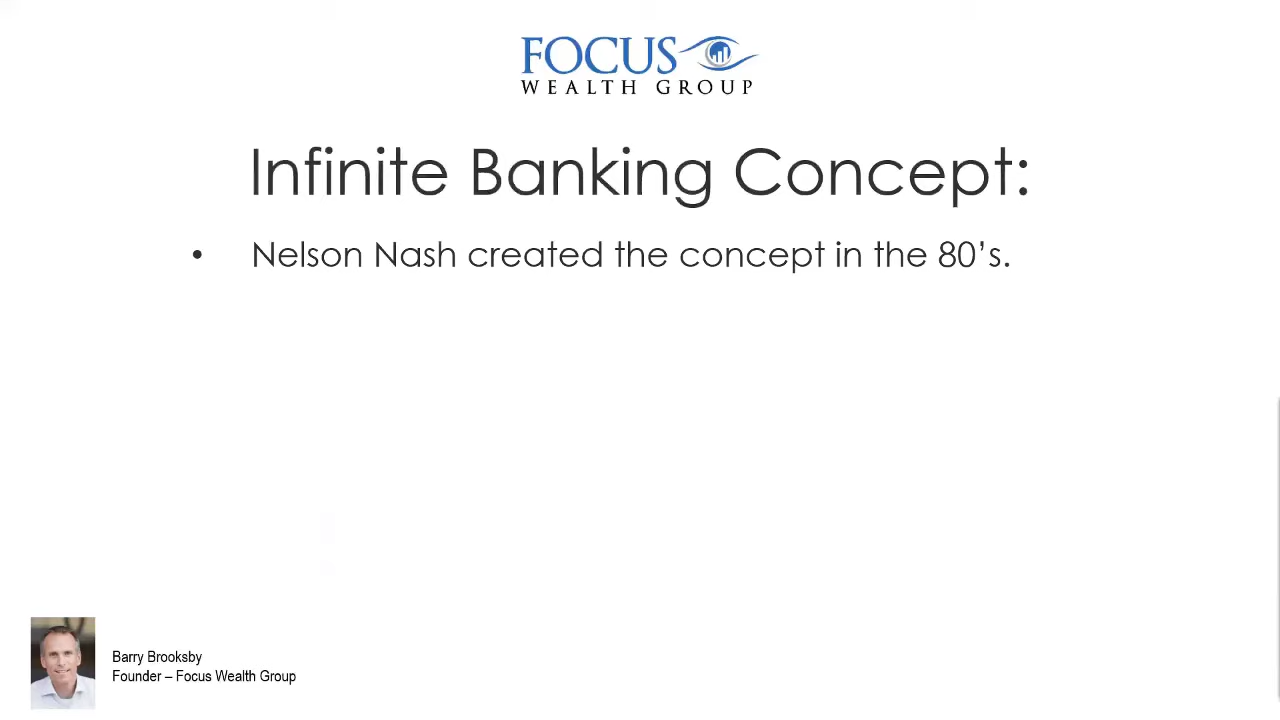 FOCUS
WEALTH GROUP
Infinite Banking Concept:
• Nelson Nash created the concept in the 80’s.
Barry Brooksby
Founder – Focus Wealth Group